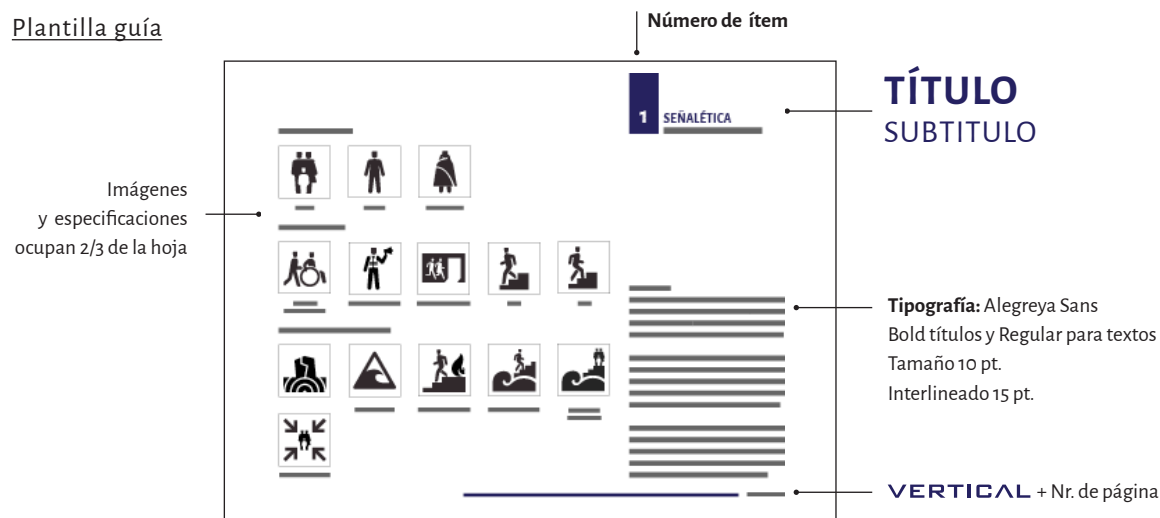 Plantilla guía
Número de ítem
1 SEÑALÉTICA
TÍTULO
SUBTITULO
Imágenes
y especificaciones
ocupan 2/3 de la hoja
Tipografía: Alegreya Sans
Bold títulos y Regular para textos
Tamaño 10 pt.
Interlineado 15 pt.
VERTICAL + Nr. de página